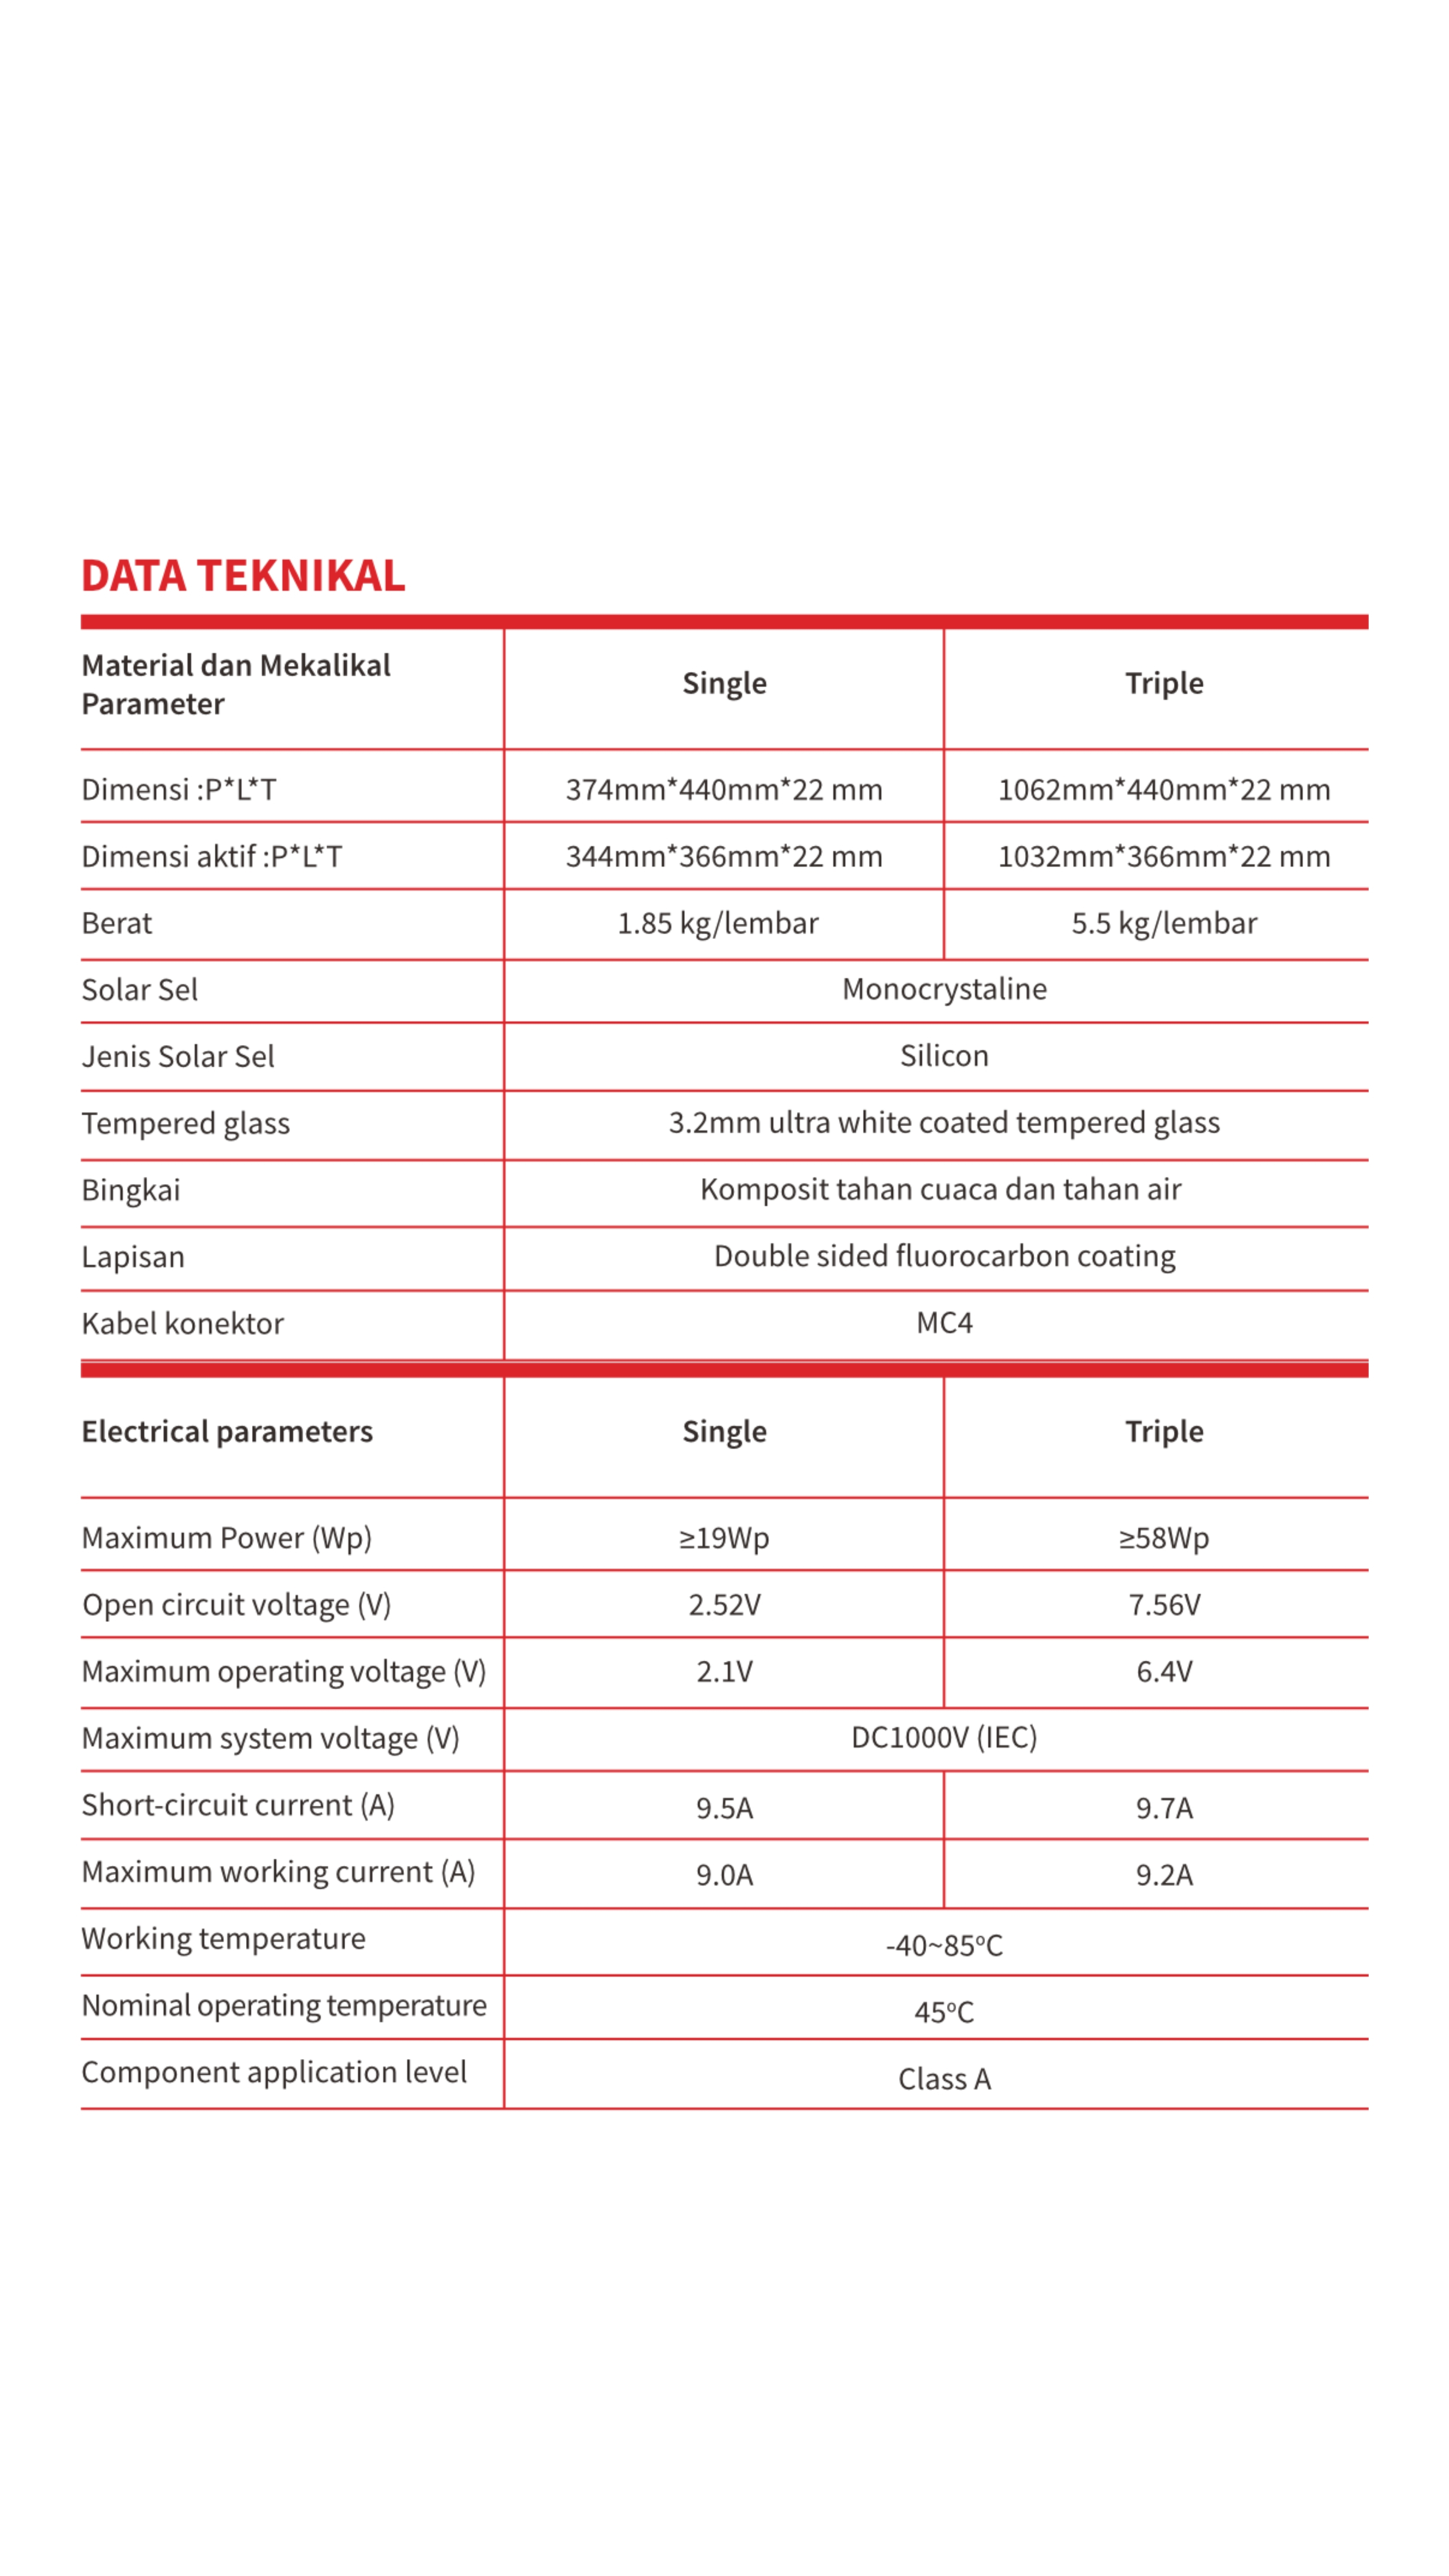 DATA TEKNIKAL
Material dan Mekalikal
Parameter
Single
Triple
Dimensi :P*L*T
374mm*440mm*22 mm
1062mm*440mm*22 mm
Dimensi aktif :P*L*T
344mm*366mm*22 mm
1032mm*366mm*22 mm
Berat
1.85 kg/lembar
5.5 kg/lembar
Solar Sel
Monocrystaline
Jenis Solar Sel
Silicon
Tempered glass
3.2mm ultra white coated tempered glass
Bingkai
Komposit tahan cuaca dan tahan air
Lapisan
Double sided fluorocarbon coating
Kabel konektor
MC4
Electrical parameters
Single
Triple
Maximum Power (Wp)
≥19Wp
≥58Wp
Open circuit voltage (V)
2.52V
7.56V
Maximum operating voltage (V)
2.1V
6.4V
Maximum system voltage (V)
DC1000V (IEC)
Short-circuit current (A)
9.5A
9.7A
Maximum working current (A)
9.0A
9.2A
Working temperature
-40~85ºC
Nominal operating temperature
45ºC
Component application level
Class A